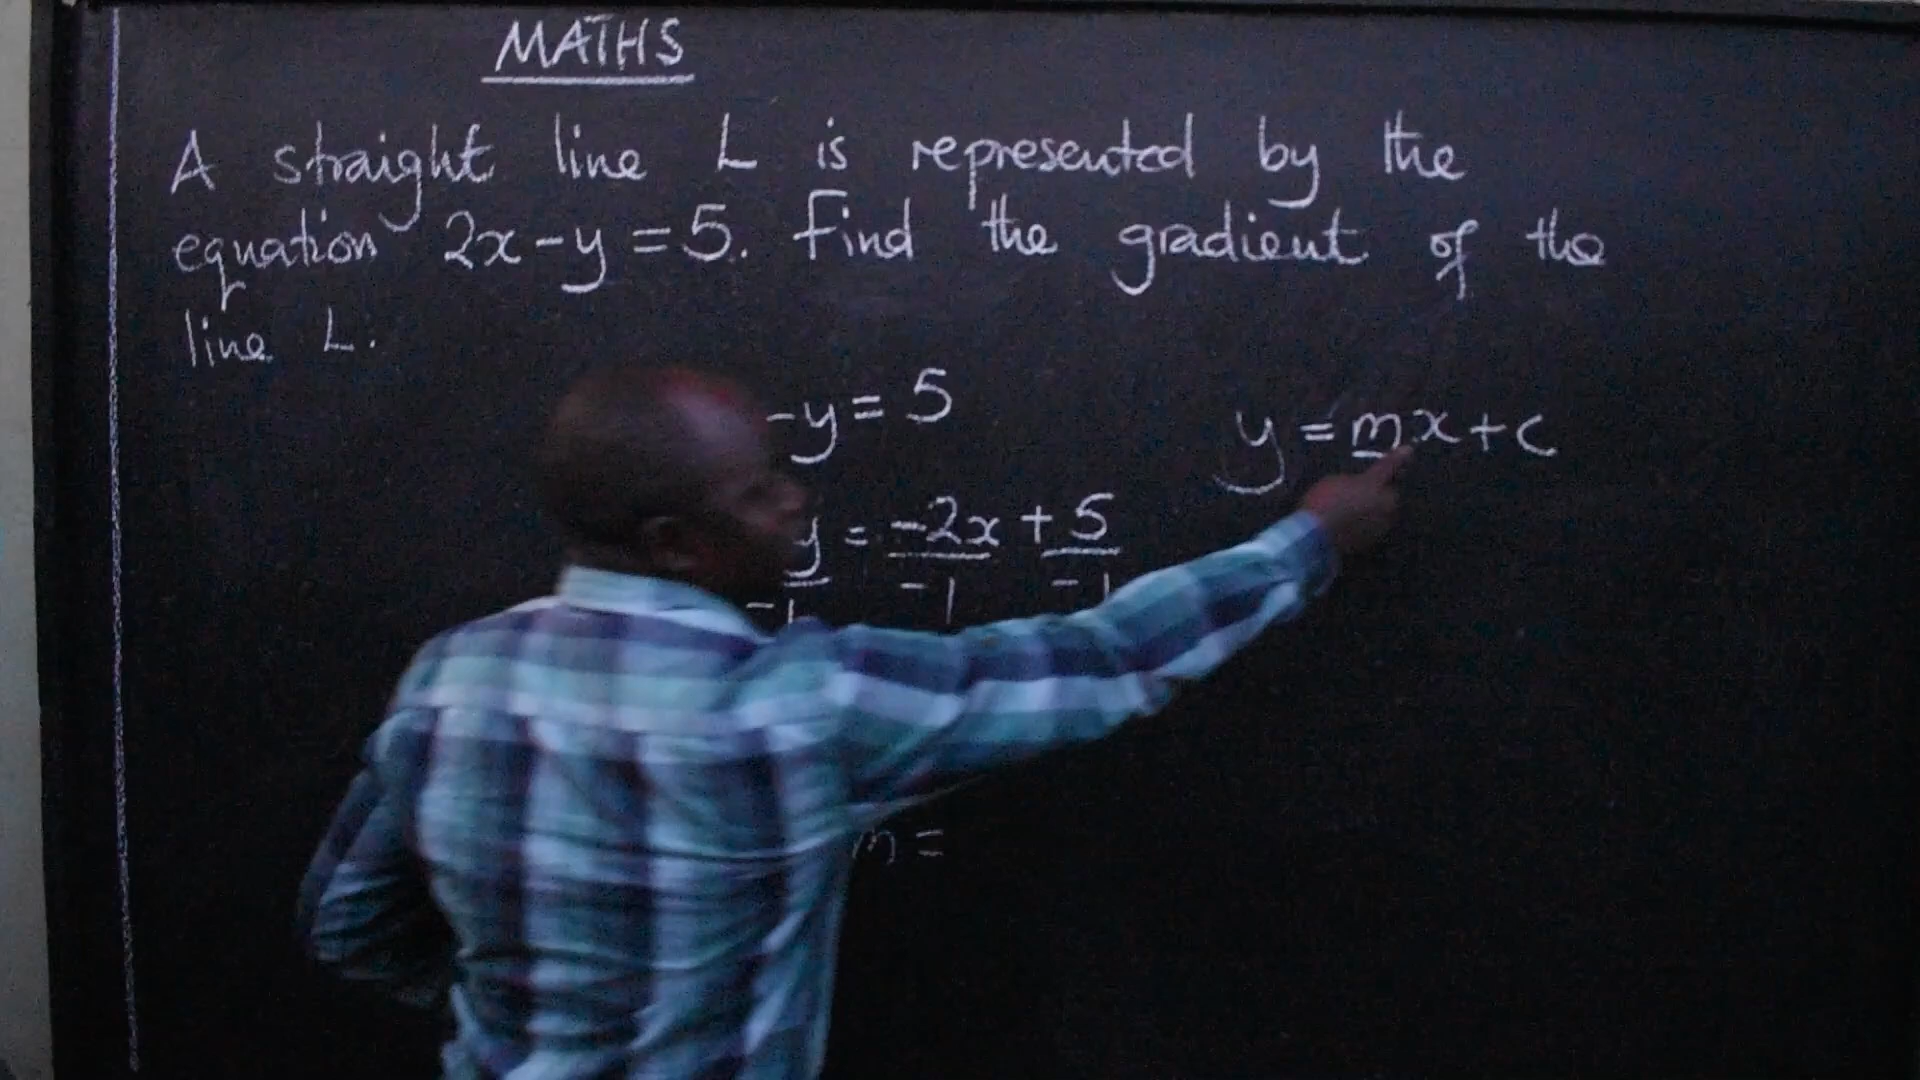 MATHS
A straight line L is represented by the
equation 2x-y=5. Find the gradient of the
line L.
-y = 5
y = mx+c
y = -2x + 5
-1 -1 -1
m =